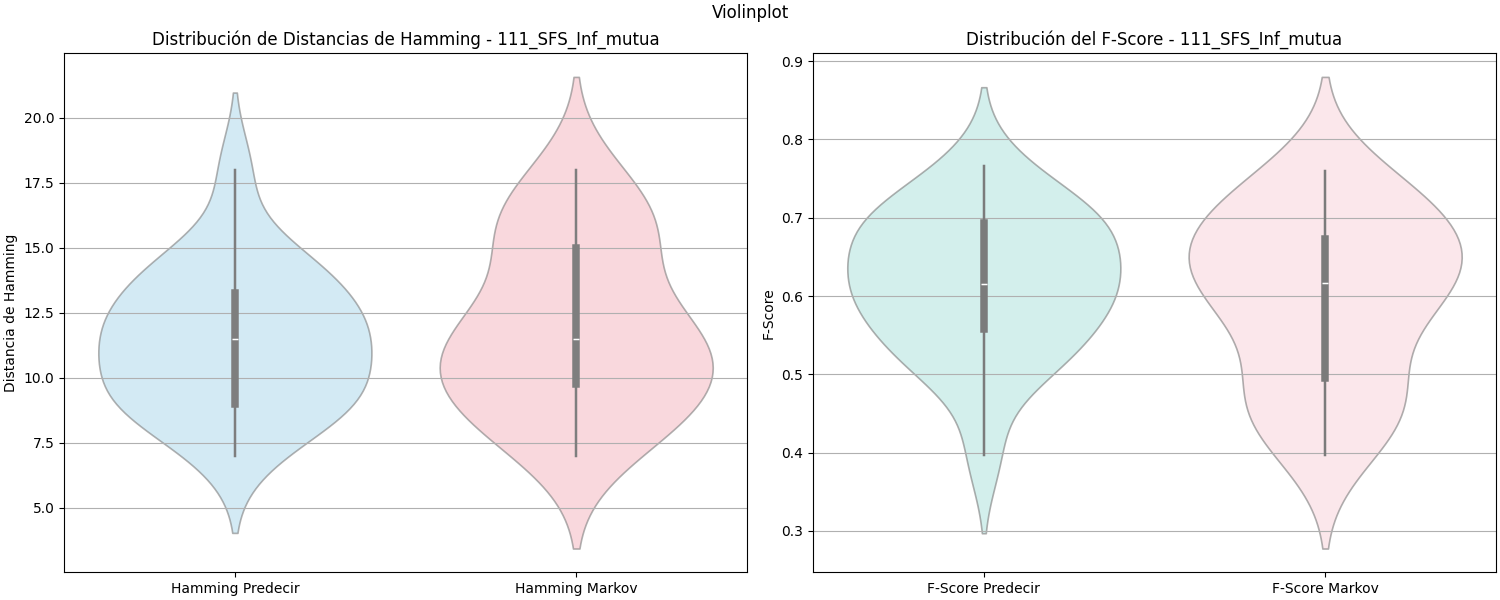 Violinplot
Distribución de Distancias de Hamming - 111_SFS_Inf_mutua
Distancia de Hamming
20.0
17.5
15.0
12.5
10.0
7.5
5.0
Hamming Predecir
Hamming Markov
Distribución del F-Score - 111_SFS_Inf_mutua
F-Score
0.9
0.8
0.7
0.6
0.5
0.4
0.3
F-Score Predecir
F-Score Markov